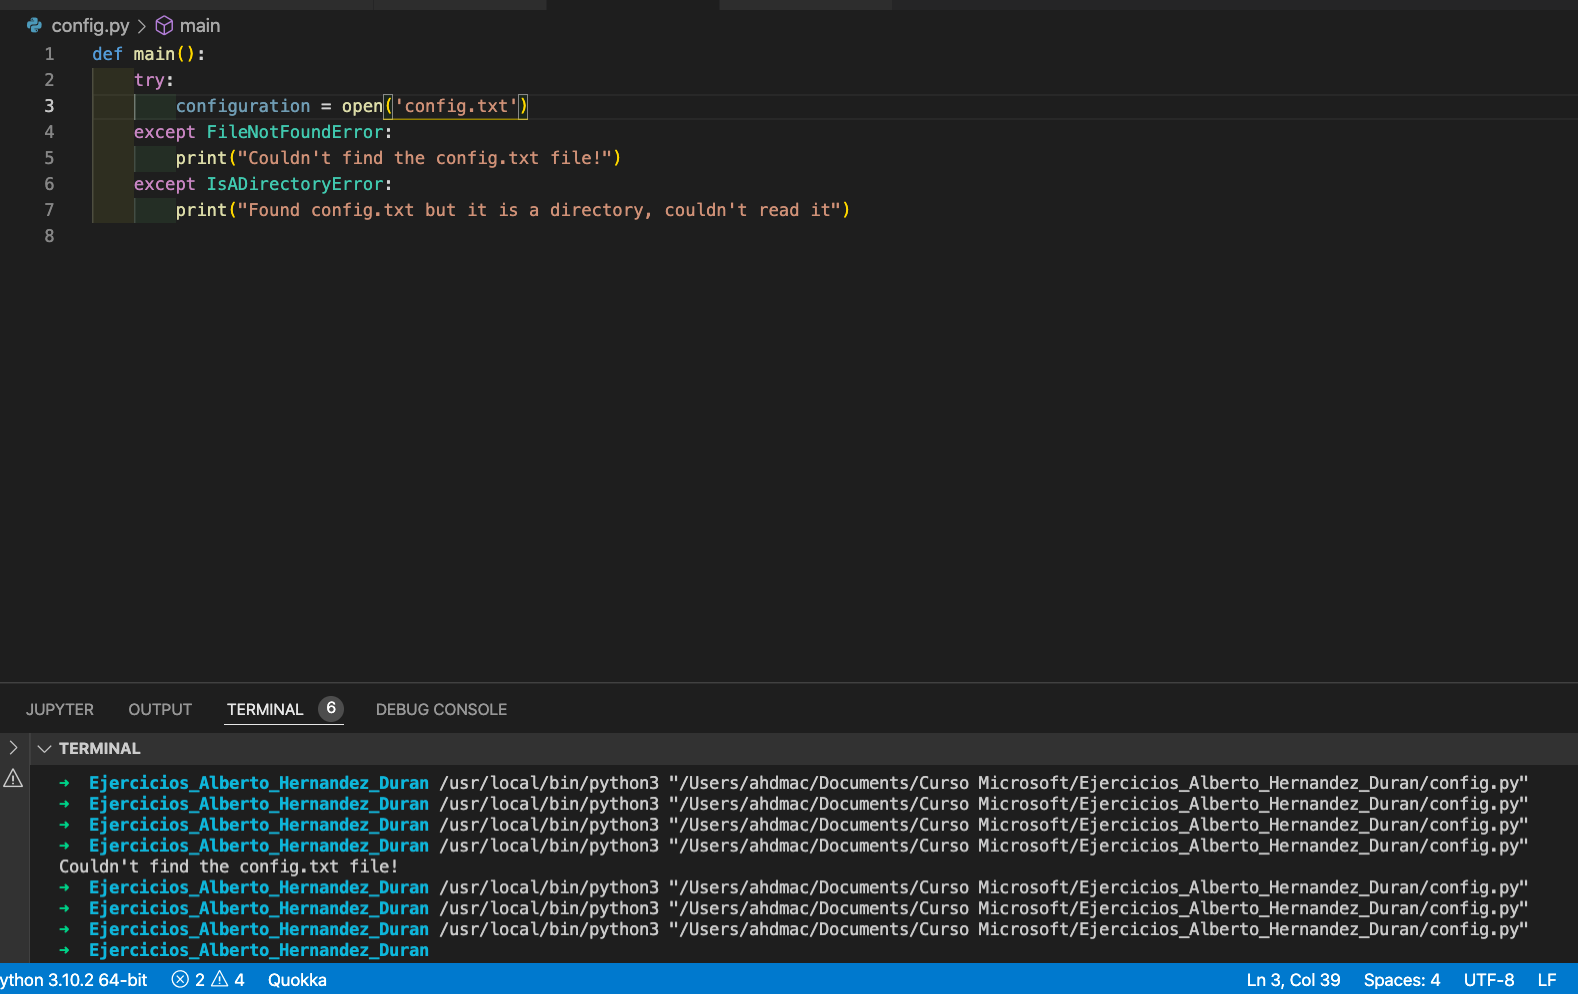 config.py > main
1 def main():
2 try:
3 configuration = open('config.txt')
4 except FileNotFoundError:
5 print("Couldn't find the config.txt file!")
6 except IsADirectoryError:
7 print("Found config.txt but it is a directory, couldn't read it")
8
JUPYTER OUTPUT TERMINAL 6 DEBUG CONSOLE
TERMINAL
→ Ejercicios_Alberto_Hernandez_Duran /usr/local/bin/python3 "/Users/ahdmac/Documents/Curso Microsoft/Ejercicios_Alberto_Hernandez_Duran/config.py"
→ Ejercicios_Alberto_Hernandez_Duran /usr/local/bin/python3 "/Users/ahdmac/Documents/Curso Microsoft/Ejercicios_Alberto_Hernandez_Duran/config.py"
→ Ejercicios_Alberto_Hernandez_Duran /usr/local/bin/python3 "/Users/ahdmac/Documents/Curso Microsoft/Ejercicios_Alberto_Hernandez_Duran/config.py"
→ Ejercicios_Alberto_Hernandez_Duran /usr/local/bin/python3 "/Users/ahdmac/Documents/Curso Microsoft/Ejercicios_Alberto_Hernandez_Duran/config.py"
Couldn't find the config.txt file!
→ Ejercicios_Alberto_Hernandez_Duran /usr/local/bin/python3 "/Users/ahdmac/Documents/Curso Microsoft/Ejercicios_Alberto_Hernandez_Duran/config.py"
→ Ejercicios_Alberto_Hernandez_Duran /usr/local/bin/python3 "/Users/ahdmac/Documents/Curso Microsoft/Ejercicios_Alberto_Hernandez_Duran/config.py"
→ Ejercicios_Alberto_Hernandez_Duran /usr/local/bin/python3 "/Users/ahdmac/Documents/Curso Microsoft/Ejercicios_Alberto_Hernandez_Duran/config.py"
→ Ejercicios_Alberto_Hernandez_Duran
ython 3.10.2 64-bit 2 4 Quokka Ln 3, Col 39 Spaces: 4 UTF-8 LF